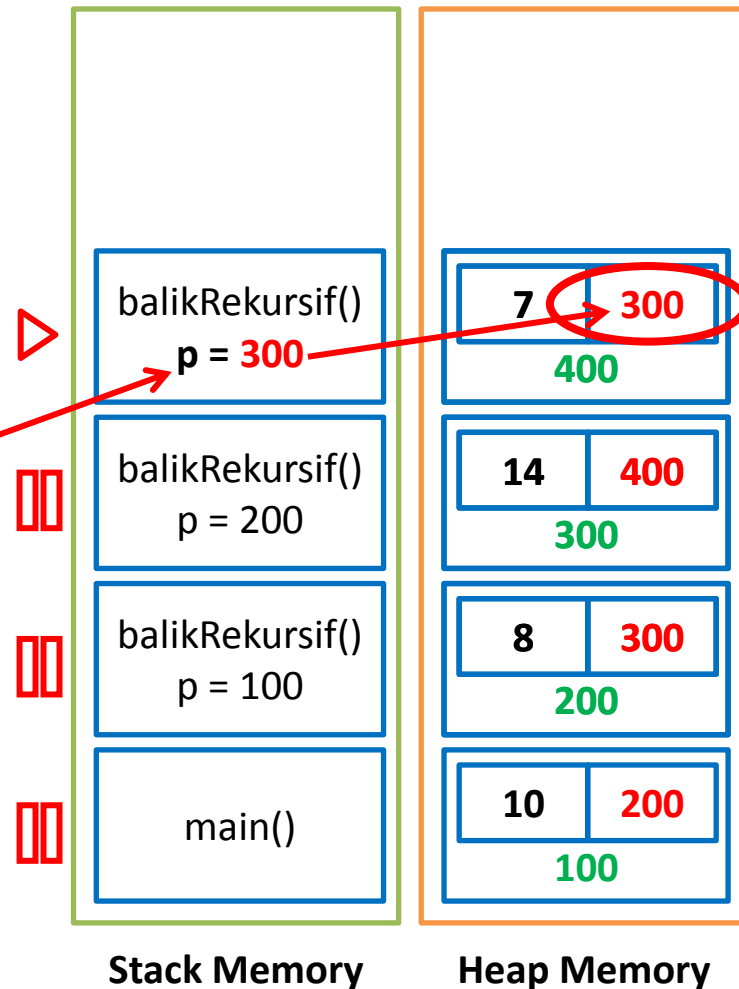 balikRekursif()
p = 300
balikRekursif()
p = 200
balikRekursif()
p = 100
main()
Stack Memory
7 300
400
14 400
300
8 300
200
10 200
100
Heap Memory